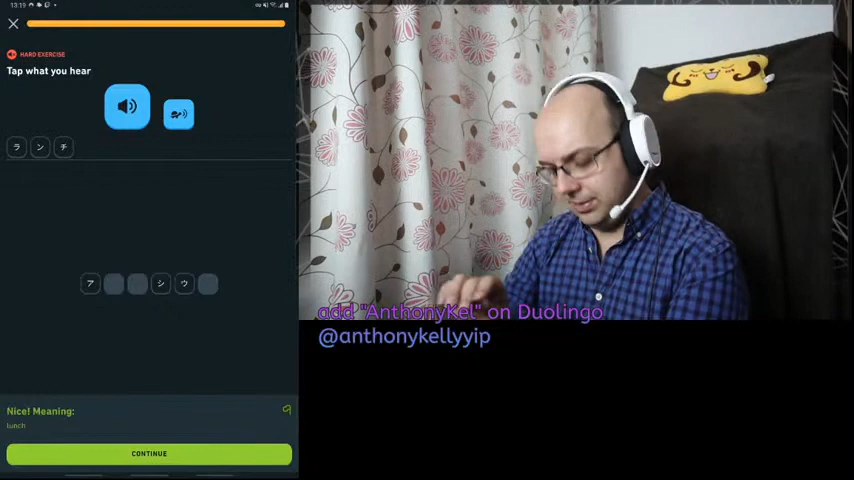 13:19
HARD EXERCISE
Tap what you hear
ラ ン チ
ア シ ウ
Nice! Meaning:
lunch
CONTINUE
add "AnthonyKel" on Duolingo
@anthonykellyyip